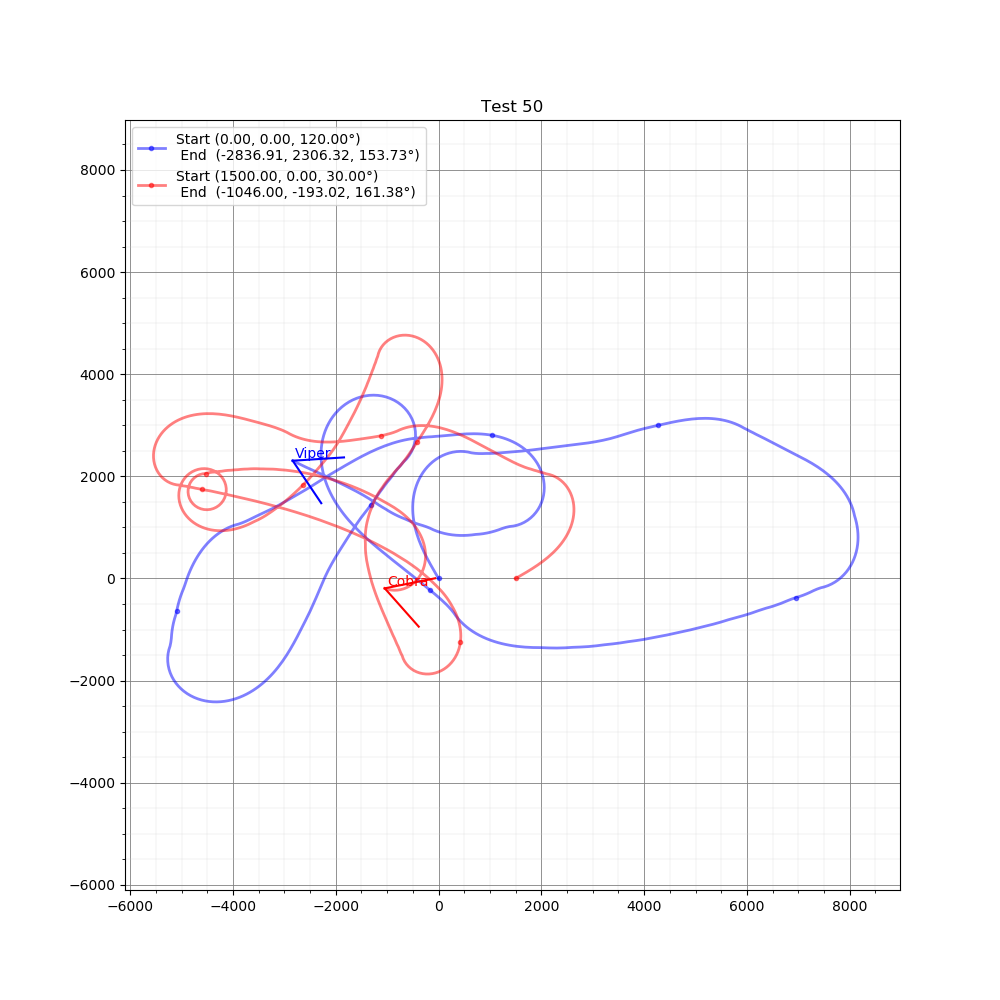 Test 50
Start (0.00, 0.00, 120.00°)
End (-2836.91, 2306.32, 153.73°)
Start (1500.00, 0.00, 30.00°)
End (-1046.00, -193.02, 161.38°)
8000
6000
4000
2000
0
−2000
−4000
−6000
Viper
Cobra
−6000 −4000 −2000 0 2000 4000 6000 8000